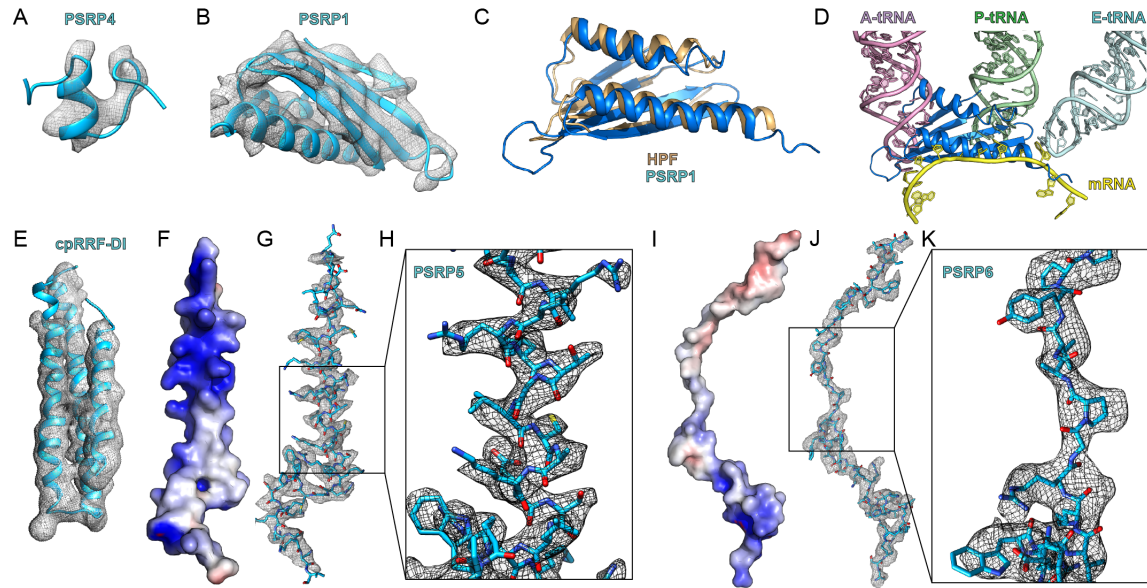 A
PSRP4
B
PSRP1
C
HPF
PSRP1
D
A-tRNA
P-tRNA
E-tRNA
mRNA
E
cpRRF-DI
F
G
H
PSRP5
I
J
K
PSRP6